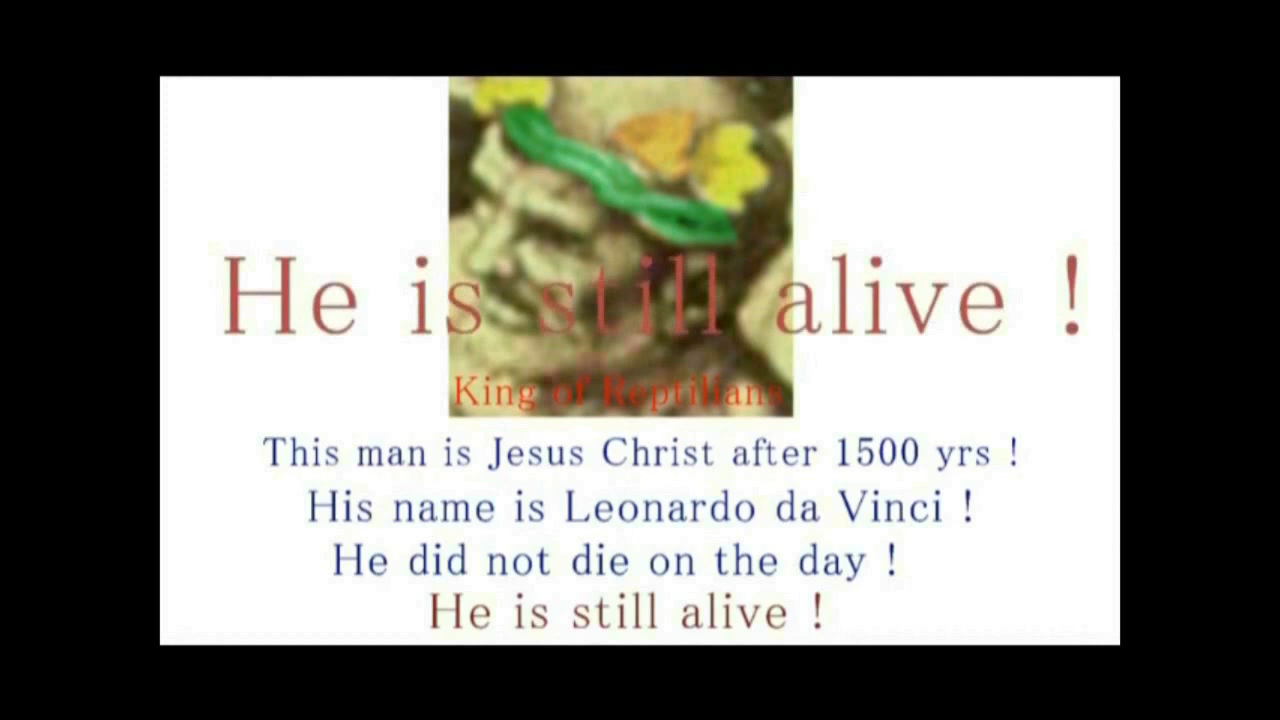 He is still alive !
King of Reptilians
This man is Jesus Christ after 1500 yrs !
His name is Leonardo da Vinci !
He did not die on the day !
He is still alive !